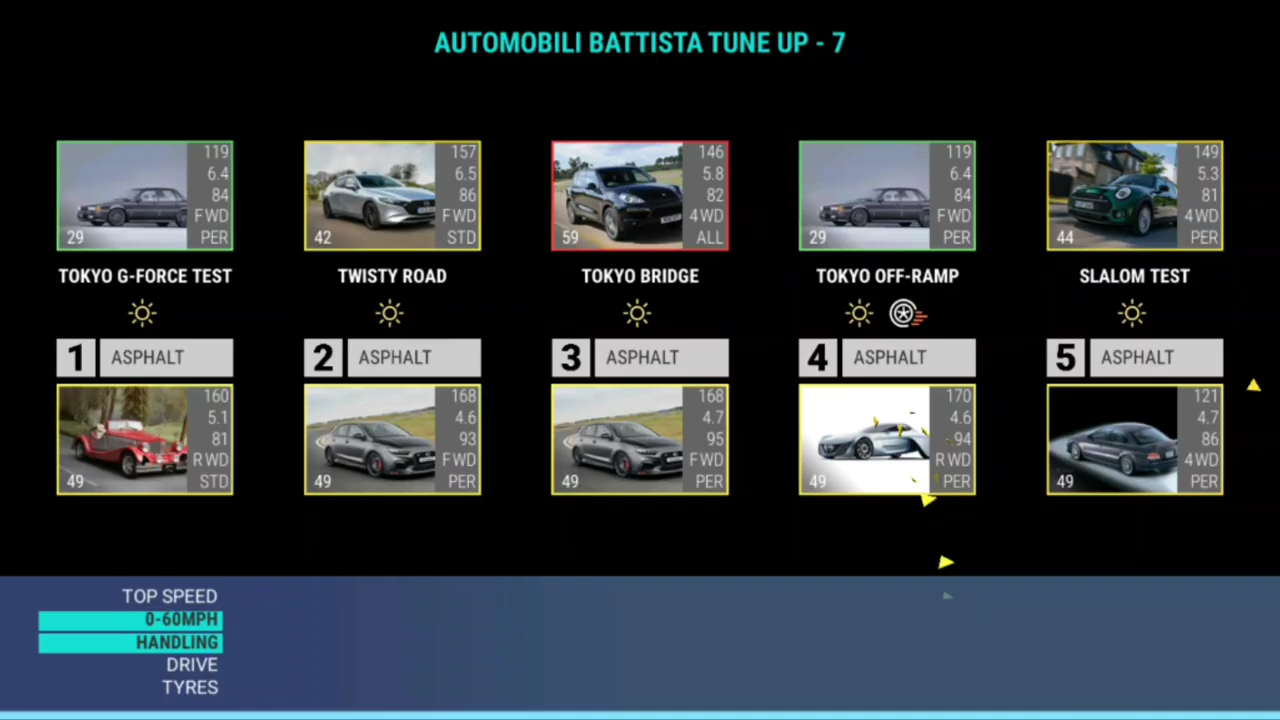 AUTOMOBILI BATTISTA TUNE UP - 7
119
6.4
84
FWD
29 PER
157
6.5
86
FWD
42 STD
146
5.8
82
4WD
59 ALL
119
6.4
84
FWD
29 PER
149
5.3
81
4WD
44 PER
TOKYO G-FORCE TEST
TWISTY ROAD
TOKYO BRIDGE
TOKYO OFF-RAMP
SLALOM TEST
1 ASPHALT
2 ASPHALT
3 ASPHALT
4 ASPHALT
5 ASPHALT
160
5.1
81
RWD
49 STD
168
4.6
93
FWD
49 PER
168
4.7
95
FWD
49 PER
170
4.6
94
RWD
49 PER
121
4.7
86
4WD
49 PER
TOP SPEED
0-60MPH
HANDLING
DRIVE
TYRES